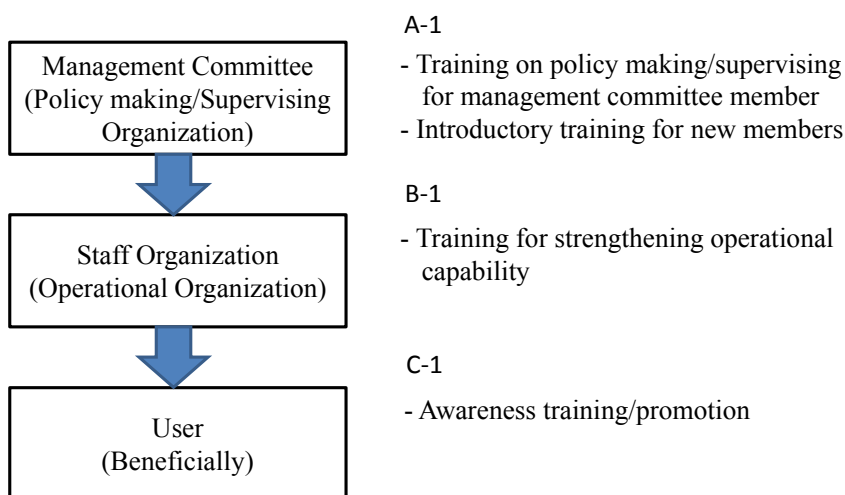 Management Committee
(Policy making/Supervising
Organization)
A-1
- Training on policy making/supervising
for management committee member
- Introductory training for new members
Staff Organization
(Operational Organization)
B-1
- Training for strengthening operational
capability
User
(Beneficially)
C-1
- Awareness training/promotion